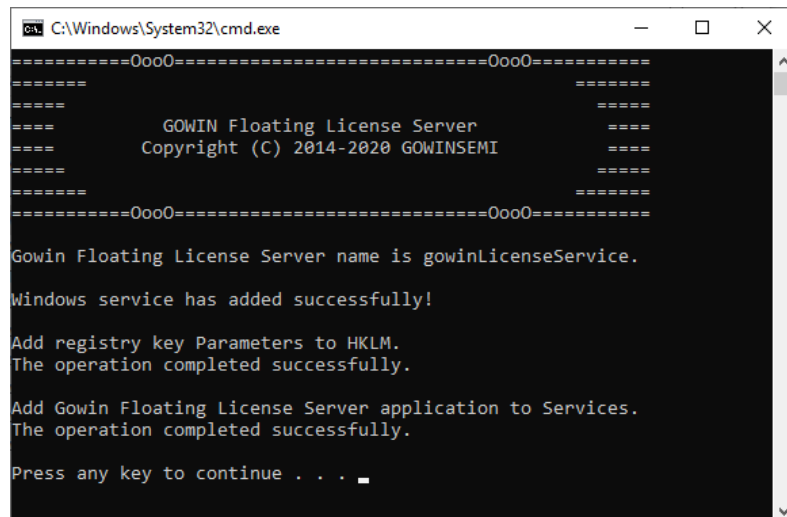 C:\Windows\System32\cmd.exe
===========OooO=============================OooO===========
=======                                             =======
=====                                                 =====
====          GOWIN Floating License Server            ====
====        Copyright (C) 2014-2020 GOWINSEMI          ====
=====                                                 =====
=======                                             =======
===========OooO=============================OooO===========
Gowin Floating License Server name is gowinLicenseService.
Windows service has added successfully!
Add registry key Parameters to HKLM.
The operation completed successfully.
Add Gowin Floating License Server application to Services.
The operation completed successfully.
Press any key to continue . . .